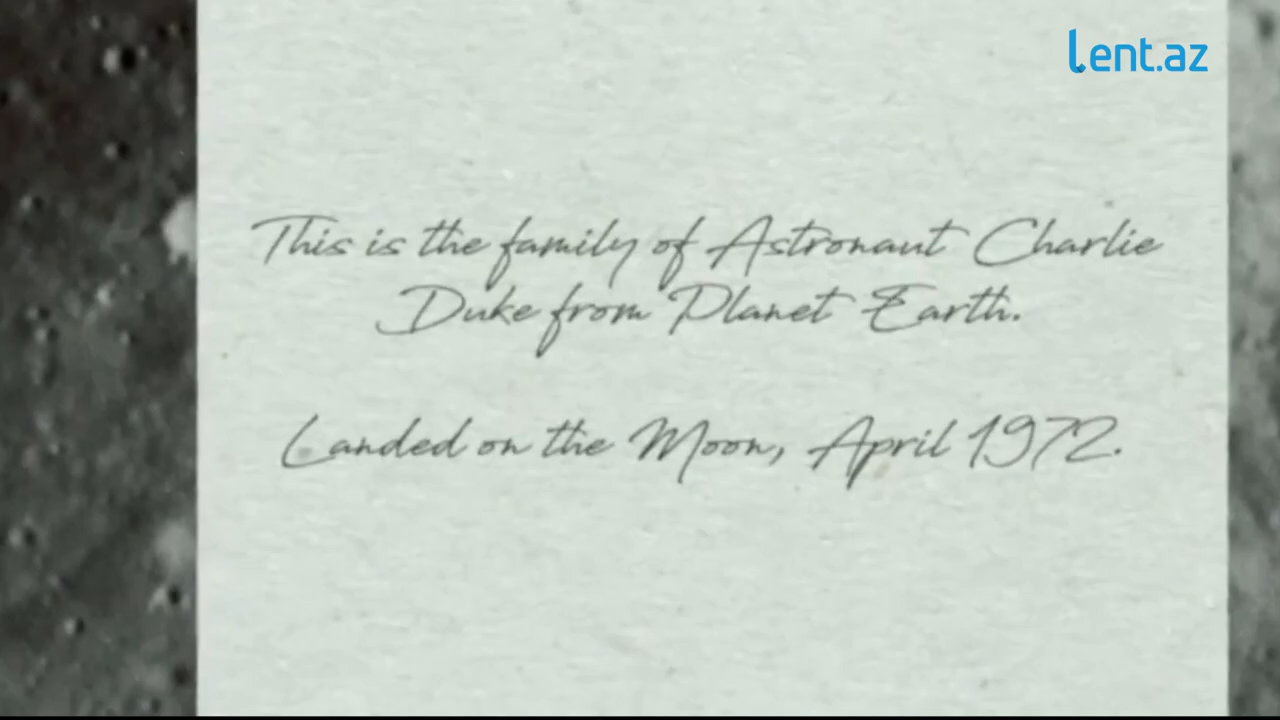 lent.az
This is the family of Astronaut Charlie
Duke from Planet Earth.
Landed on the Moon, April 1972.